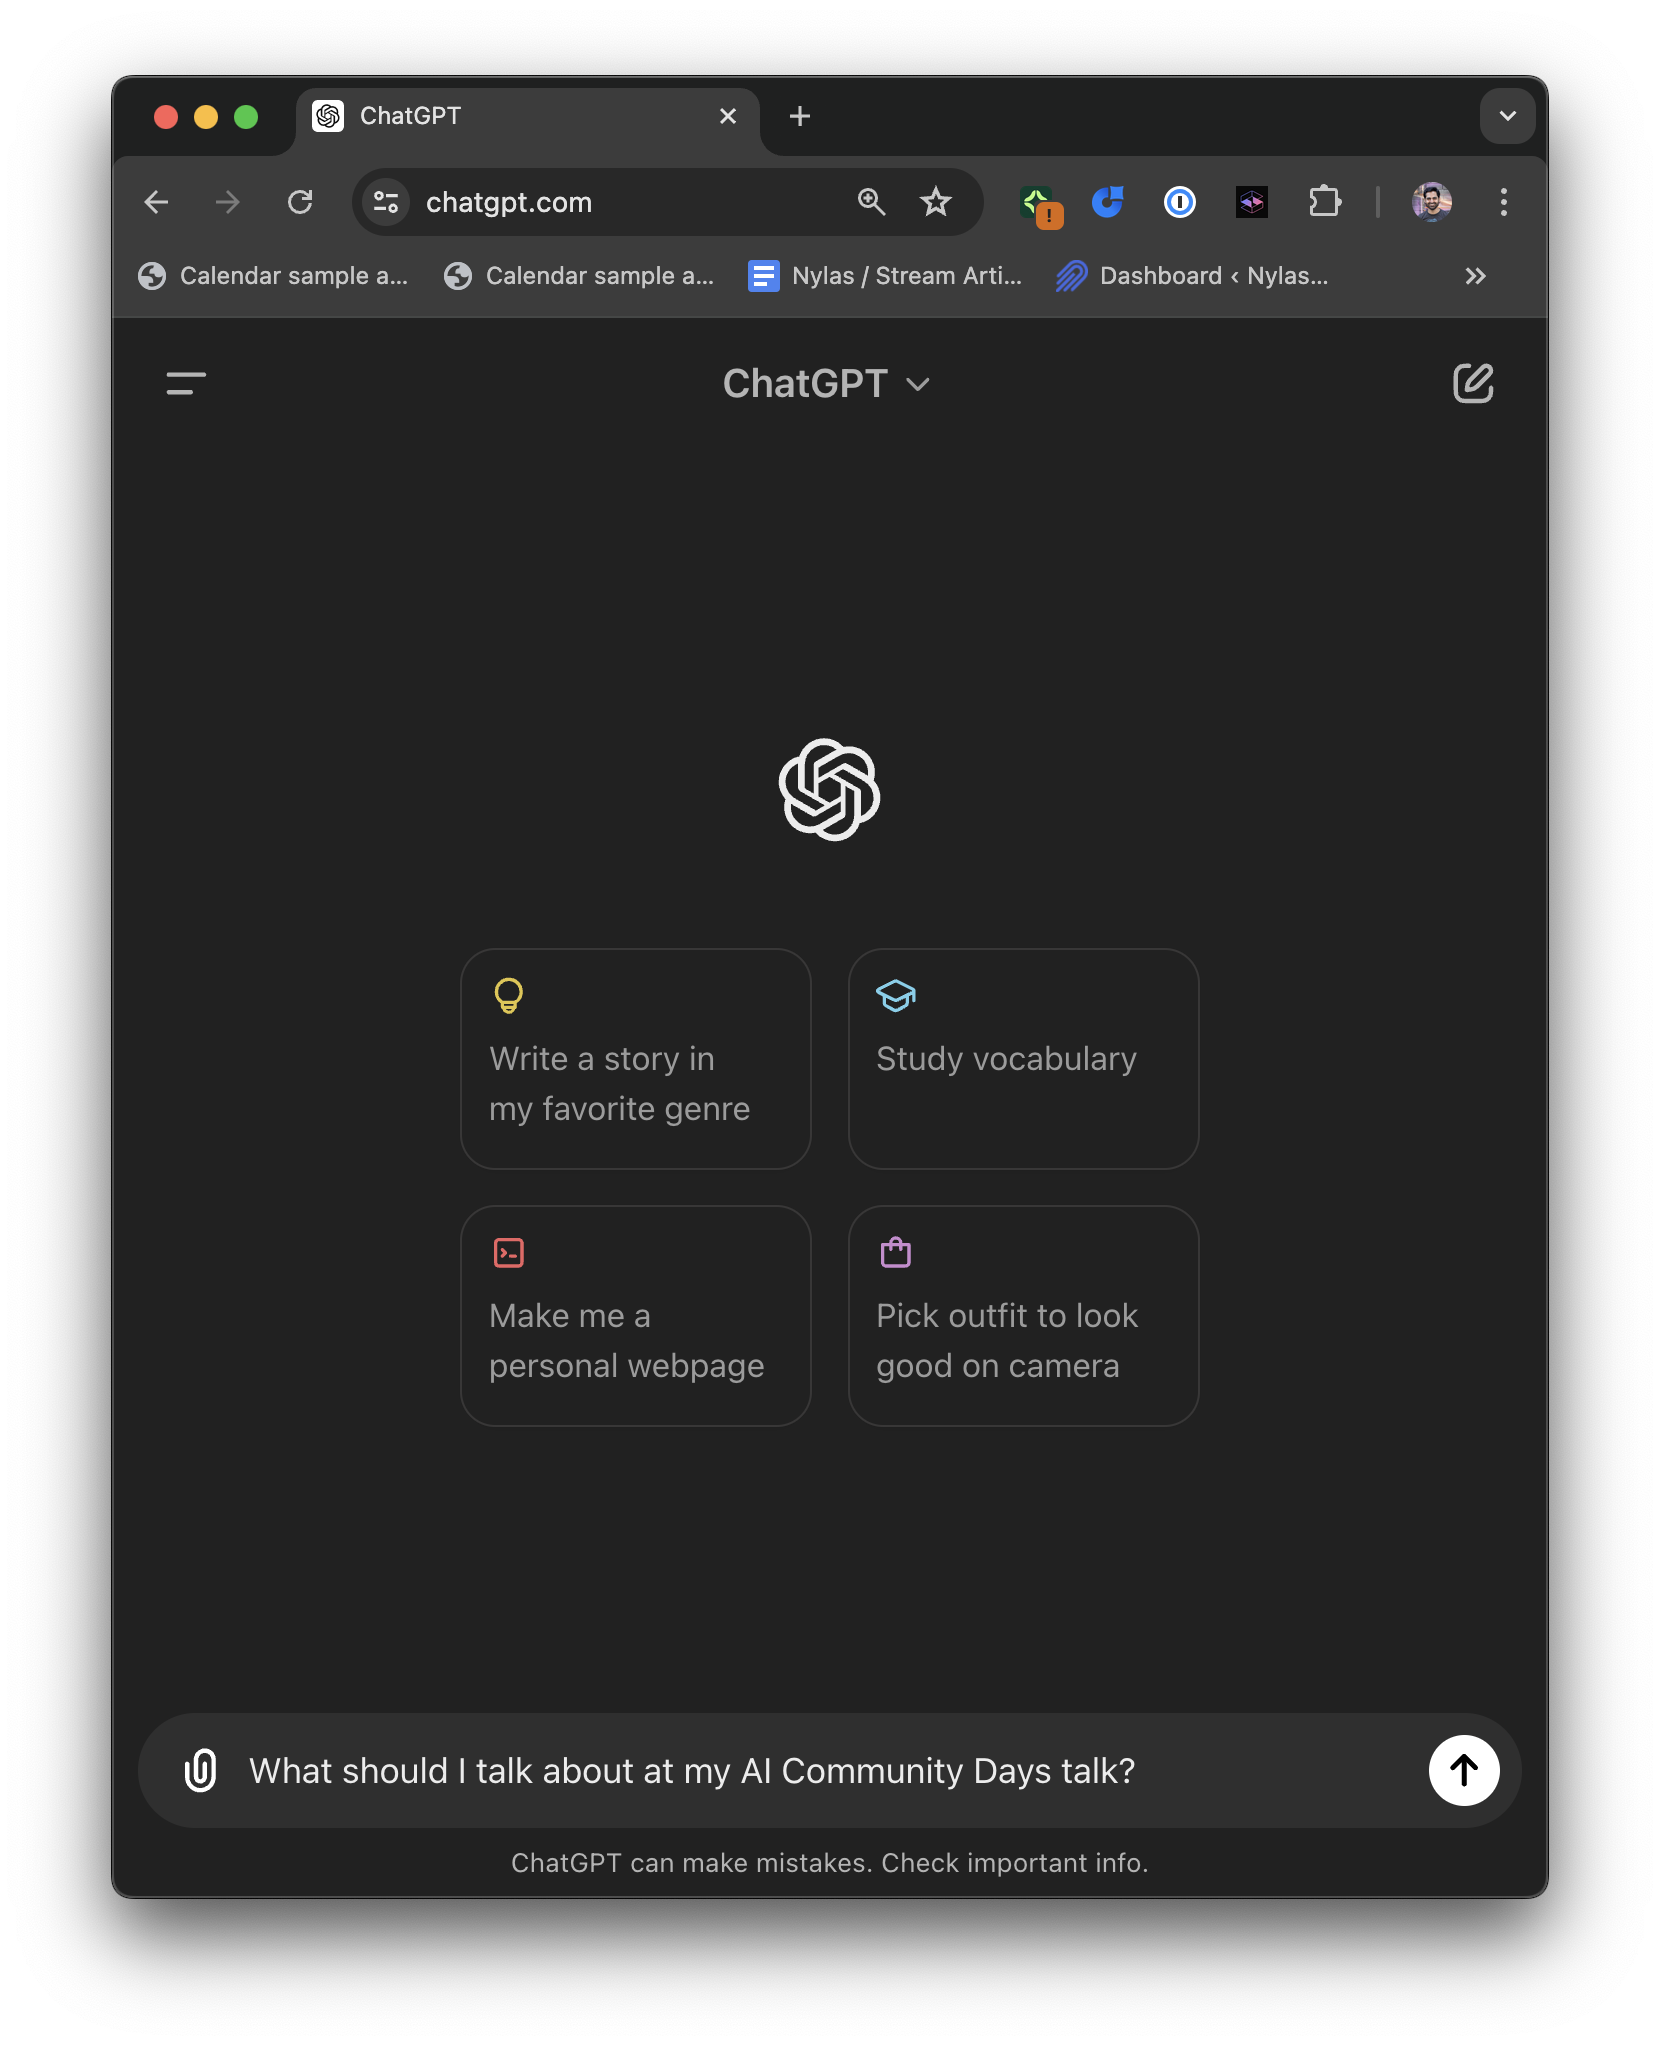 ChatGPT
chatgpt.com
!
Calendar sample a...
Calendar sample a...
Nylas / Stream Arti...
Dashboard ‹ Nylas...
ChatGPT
Write a story in
my favorite genre
Study vocabulary
Make me a
personal webpage
Pick outfit to look
good on camera
What should I talk about at my AI Community Days talk?
ChatGPT can make mistakes. Check important info.